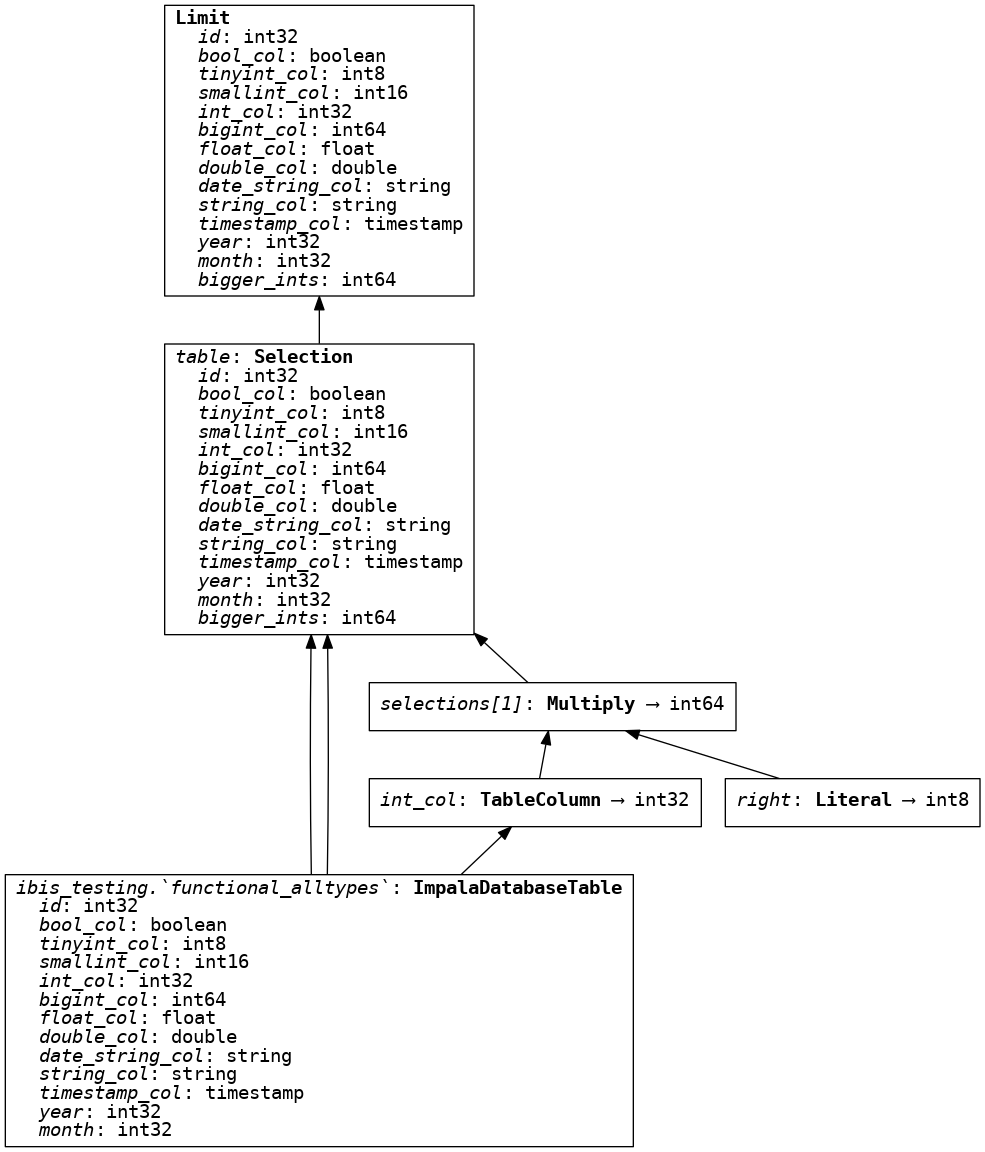 Limit
id: int32
bool_col: boolean
tinyint_col: int8
smallint_col: int16
int_col: int32
bigint_col: int64
float_col: float
double_col: double
date_string_col: string
string_col: string
timestamp_col: timestamp
year: int32
month: int32
bigger_ints: int64
table: Selection
id: int32
bool_col: boolean
tinyint_col: int8
smallint_col: int16
int_col: int32
bigint_col: int64
float_col: float
double_col: double
date_string_col: string
string_col: string
timestamp_col: timestamp
year: int32
month: int32
bigger_ints: int64
selections[1]: Multiply → int64
int_col: TableColumn → int32
right: Literal → int8
ibis_testing.`functional_alltypes`: ImpalaDatabaseTable
id: int32
bool_col: boolean
tinyint_col: int8
smallint_col: int16
int_col: int32
bigint_col: int64
float_col: float
double_col: double
date_string_col: string
string_col: string
timestamp_col: timestamp
year: int32
month: int32